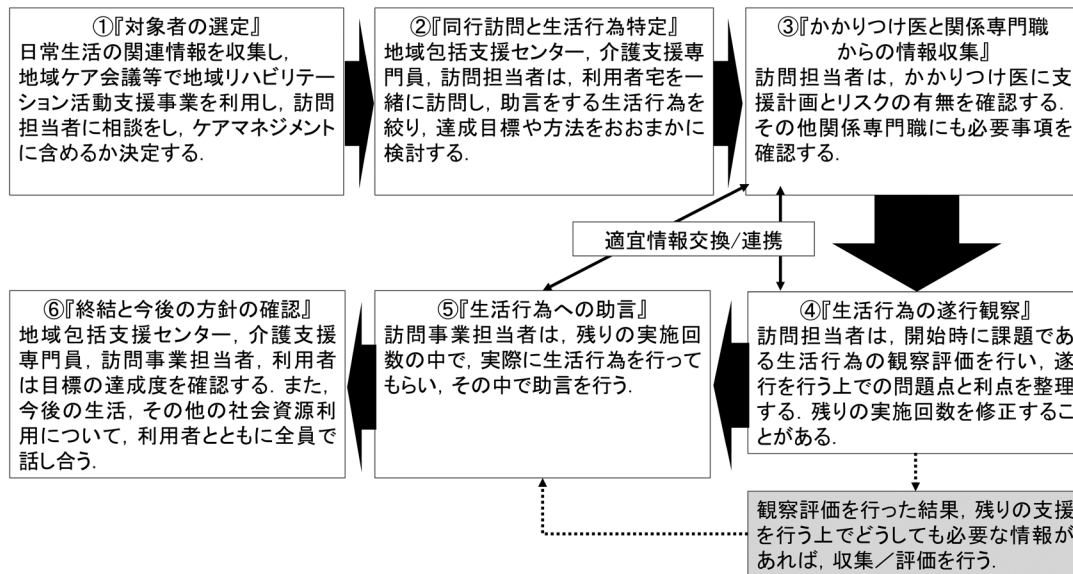 ①『対象者の選定』
日常生活の関連情報を収集し，
地域ケア会議等で地域リハビリテー
ション活動支援事業を利用し，訪問
担当者に相談をし，ケアマネジメント
に含めるか決定する．
②『同行訪問と生活行為特定』
地域包括支援センター，介護支援専
門員，訪問担当者は，利用者宅を一
緒に訪問し，助言をする生活行為を
絞り，達成目標や方法をおおまかに
検討する．
③『かかりつけ医と関係専門職
からの情報収集』
訪問担当者は，かかりつけ医に支
援計画とリスクの有無を確認する．
その他関係専門職にも必要事項を
確認する．
適宜情報交換/連携
④『生活行為の遂行観察』
訪問担当者は，開始時に課題であ
る生活行為の観察評価を行い，遂
行を行う上での問題点と利点を整理
する．残りの実施回数を修正するこ
とがある．
観察評価を行った結果，残りの支援
を行う上でどうしても必要な情報が
あれば，収集／評価を行う．
⑤『生活行為への助言』
訪問事業担当者は，残りの実施回
数の中で，実際に生活行為を行って
もらい，その中で助言を行う．
⑥『終結と今後の方針の確認』
地域包括支援センター，介護支援
専門員，訪問事業担当者，利用者
は目標の達成度を確認する．また，
今後の生活，その他の社会資源利
用について，利用者とともに全員で
話し合う．